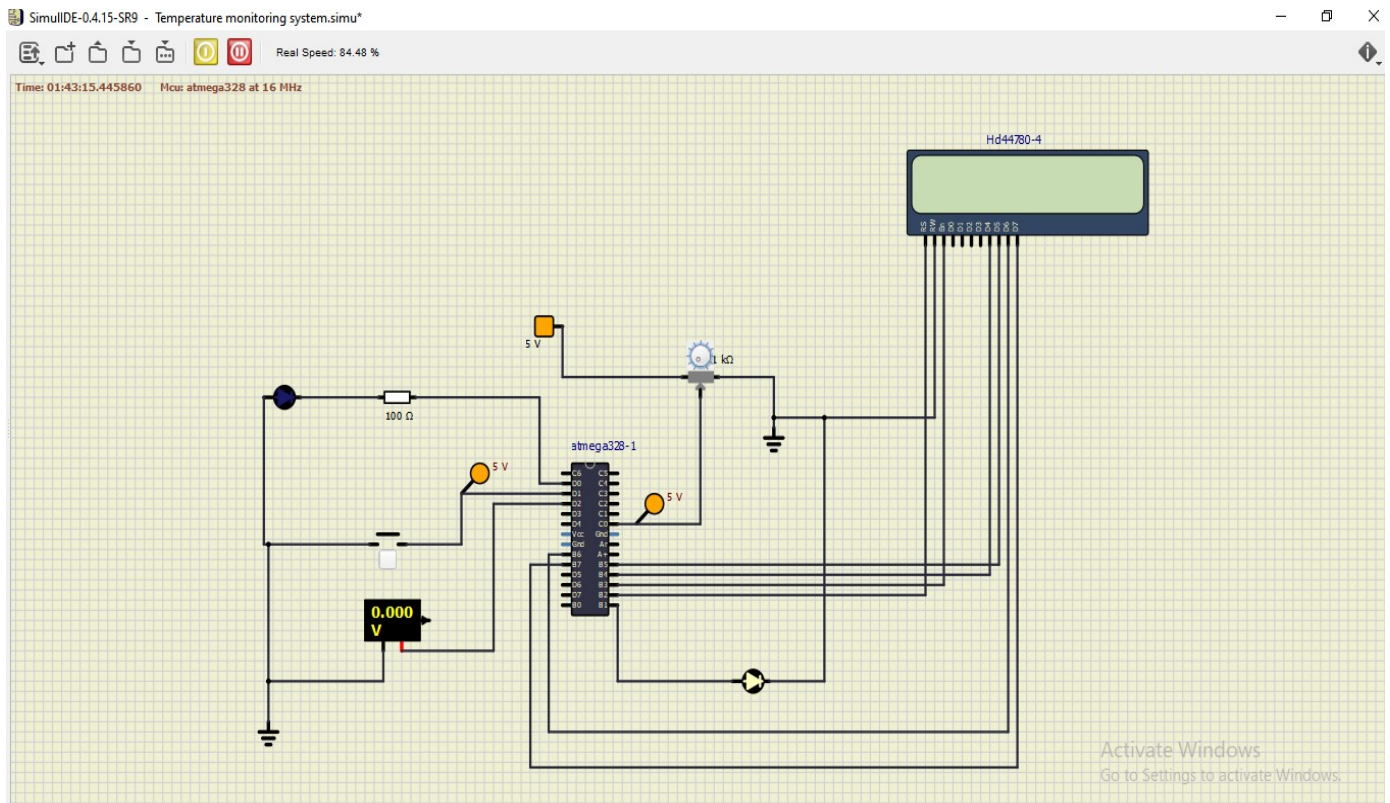 SimulIDE-0.4.15-SR9 - Temperature monitoring system.simu*
Real Speed: 84.48 %
Time: 01:43:15.445860 Mcu: atmega328 at 16 MHz
Hd44780-4
RS RW En D0 D1 D2 D3 D4 D5 D6 D7
5 V
1 kΩ
100 Ω
atmega328-1
5 V
5 V
C6 C5
D0 C4
D1 C3
D2 C2
D3 C1
D4 C0
Vcc Gnd
Gnd Ar
B6 A+
B7 B5
D5 B4
D6 B3
D7 B2
B0 B1
0.000
V
Activate Windows
Go to Settings to activate Windows.